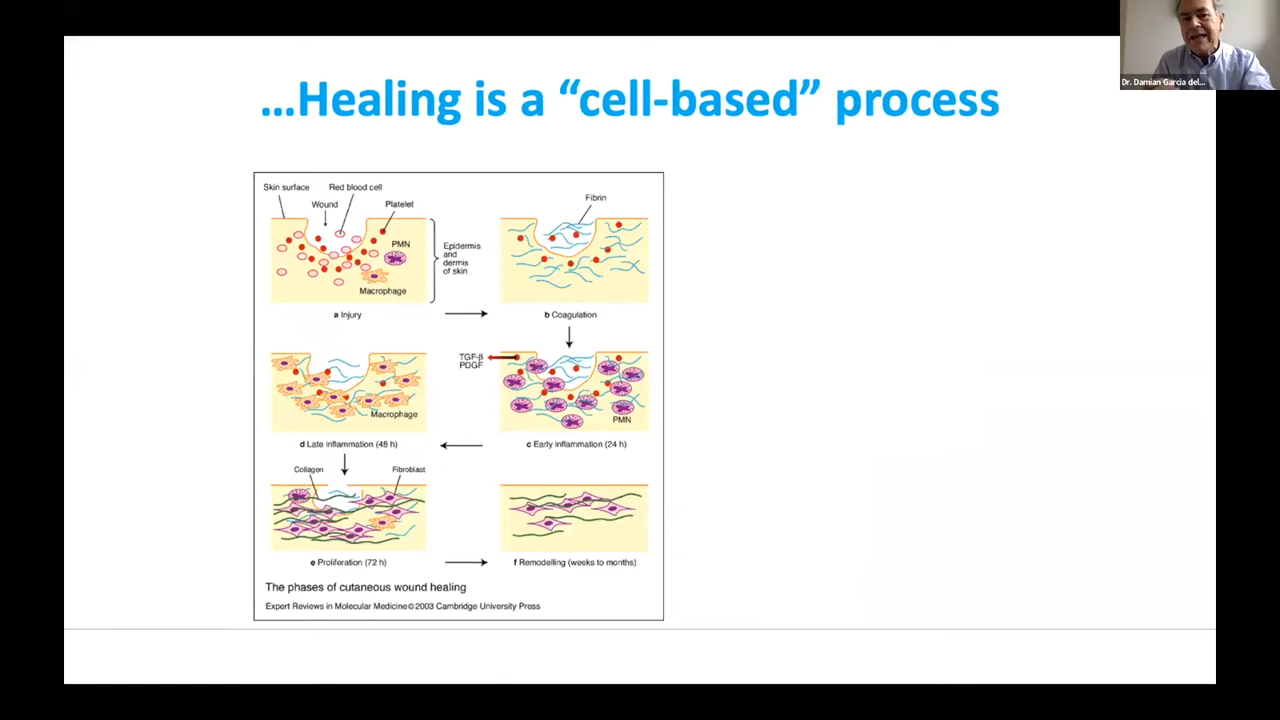 Dr. Damian Garcia del...
...Healing is a “cell-based” process
Skin surface
Red blood cell
Wound
Platelet
PMN
Macrophage
Epidermis
and
dermis
of skin
a Injury
Fibrin
b Coagulation
TGF-β
PDGF
PMN
c Early inflammation (24 h)
Macrophage
d Late inflammation (48 h)
Collagen
Fibroblast
e Proliferation (72 h)
f Remodelling (weeks to months)
The phases of cutaneous wound healing
Expert Reviews in Molecular Medicine©2003 Cambridge University Press